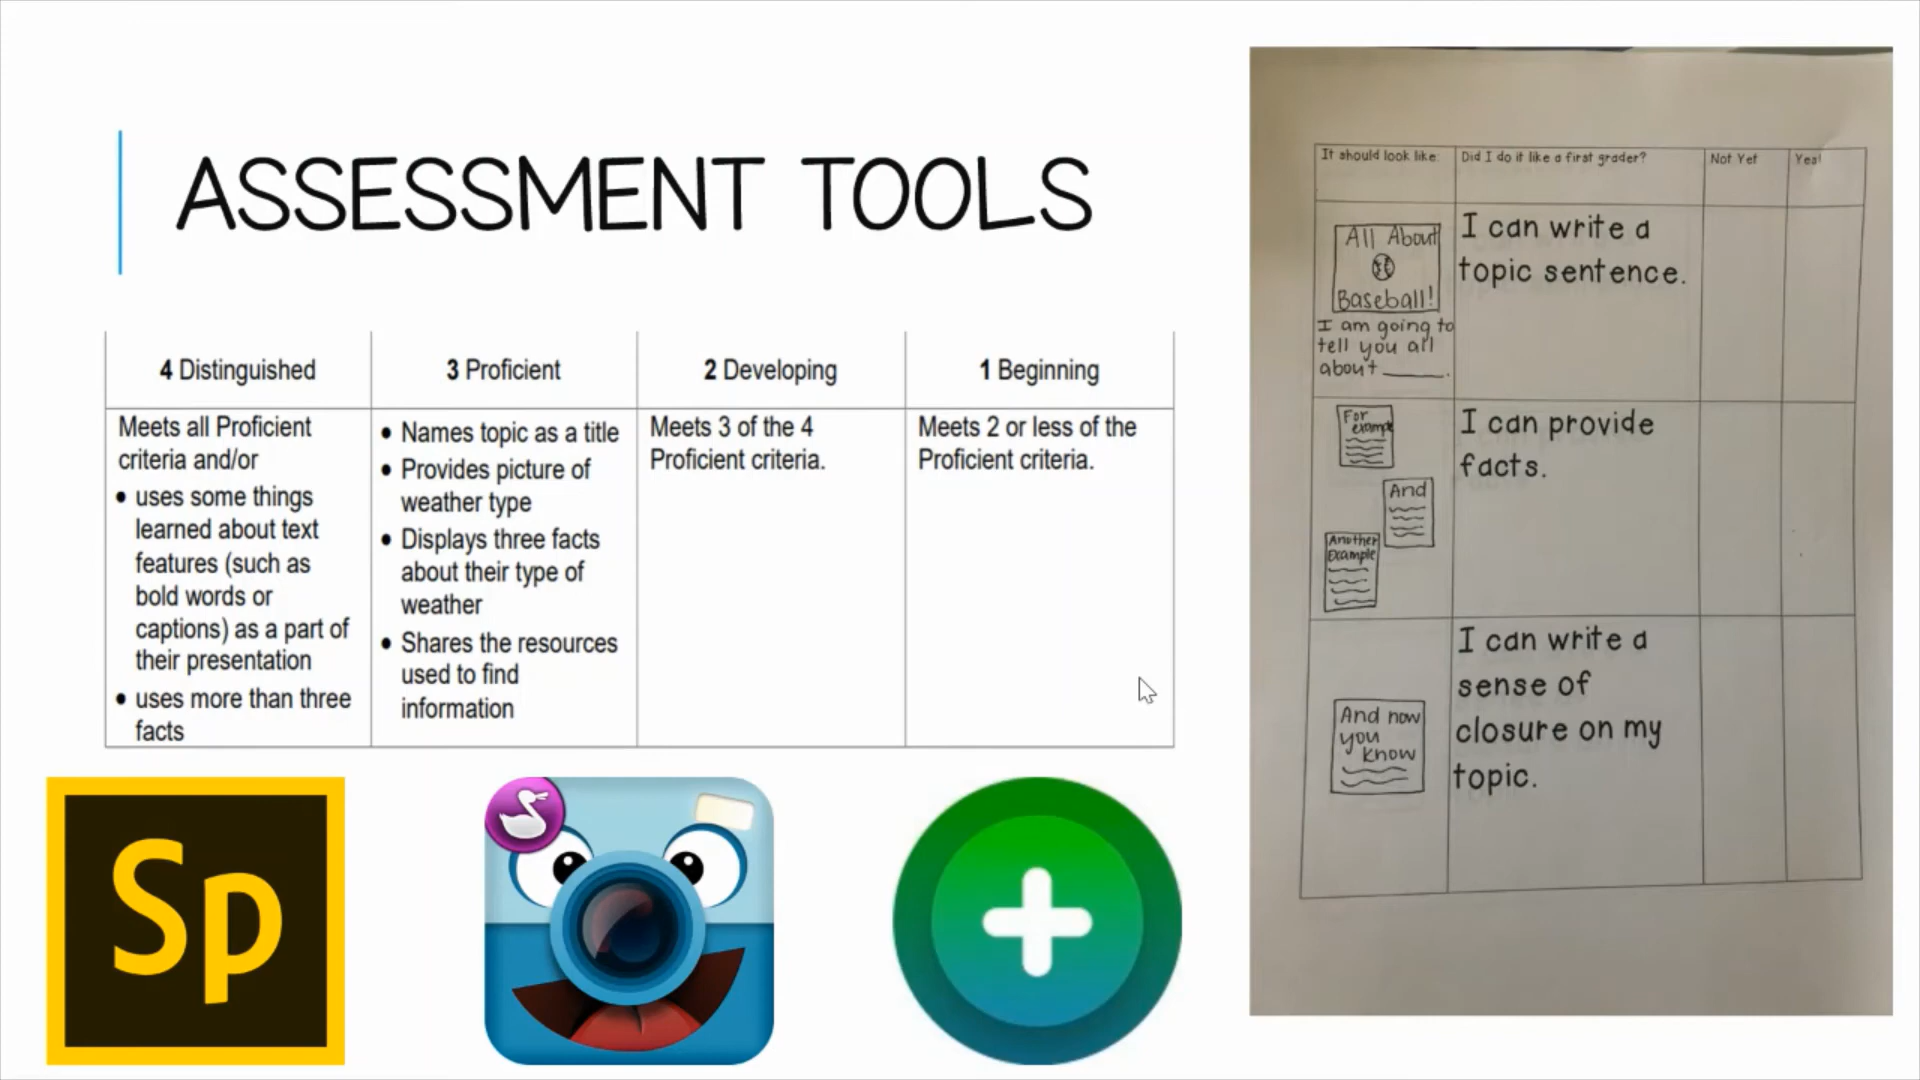 ASSESSMENT TOOLS
4 Distinguished
3 Proficient
2 Developing
1 Beginning
Meets all Proficient
criteria and/or
• uses some things
learned about text
features (such as
bold words or
captions) as a part of
their presentation
• uses more than three
facts
• Names topic as a title
• Provides picture of
weather type
• Displays three facts
about their type of
weather
• Shares the resources
used to find
information
Meets 3 of the 4
Proficient criteria.
Meets 2 or less of the
Proficient criteria.
Sp
It should look like:
Did I do it like a first grader?
Not Yet
Yes!
All About
Baseball!
I am going to
tell you all
about ______.
I can write a
topic sentence.
For
example
And
Another
Example
I can provide
facts.
And now
you
know
I can write a
sense of
closure on my
topic.